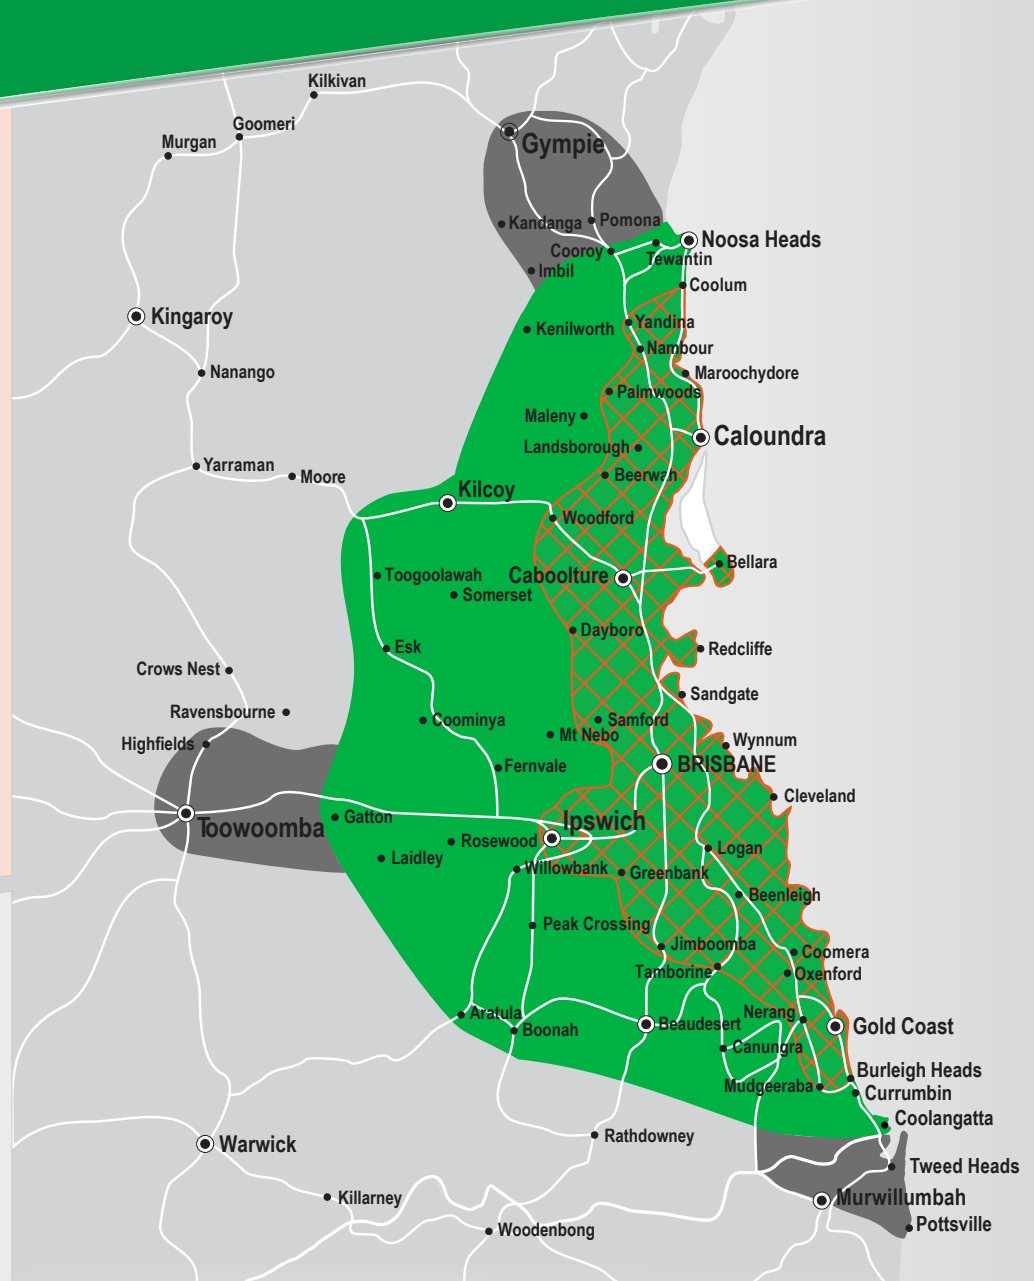 Kilkivan
Goomeri
Murgan
Gympie
Kandanga
Pomona
Noosa Heads
Cooroy
Tewantin
Imbil
Coolum
Kingaroy
Yandina
Kenilworth
Nambour
Nanango
Maroochydore
Palmwoods
Maleny
Caloundra
Landsborough
Yarraman
Moore
Beerwah
Kilcoy
Woodford
Bellara
Toogoolawah
Caboolture
Somerset
Dayboro
Esk
Redcliffe
Crows Nest
Sandgate
Ravensbourne
Coominya
Samford
Mt Nebo
Highfields
Wynnum
Fernvale
BRISBANE
Cleveland
Gatton
Ipswich
Toowoomba
Rosewood
Logan
Laidley
Willowbank
Greenbank
Beenleigh
Peak Crossing
Jimboomba
Coomera
Tamborine
Oxenford
Aratula
Nerang
Boonah
Beaudesert
Gold Coast
Canungra
Burleigh Heads
Mudgeeraba
Currumbin
Coolangatta
Rathdowney
Warwick
Tweed Heads
Killarney
Murwillumbah
Woodenbong
Pottsville